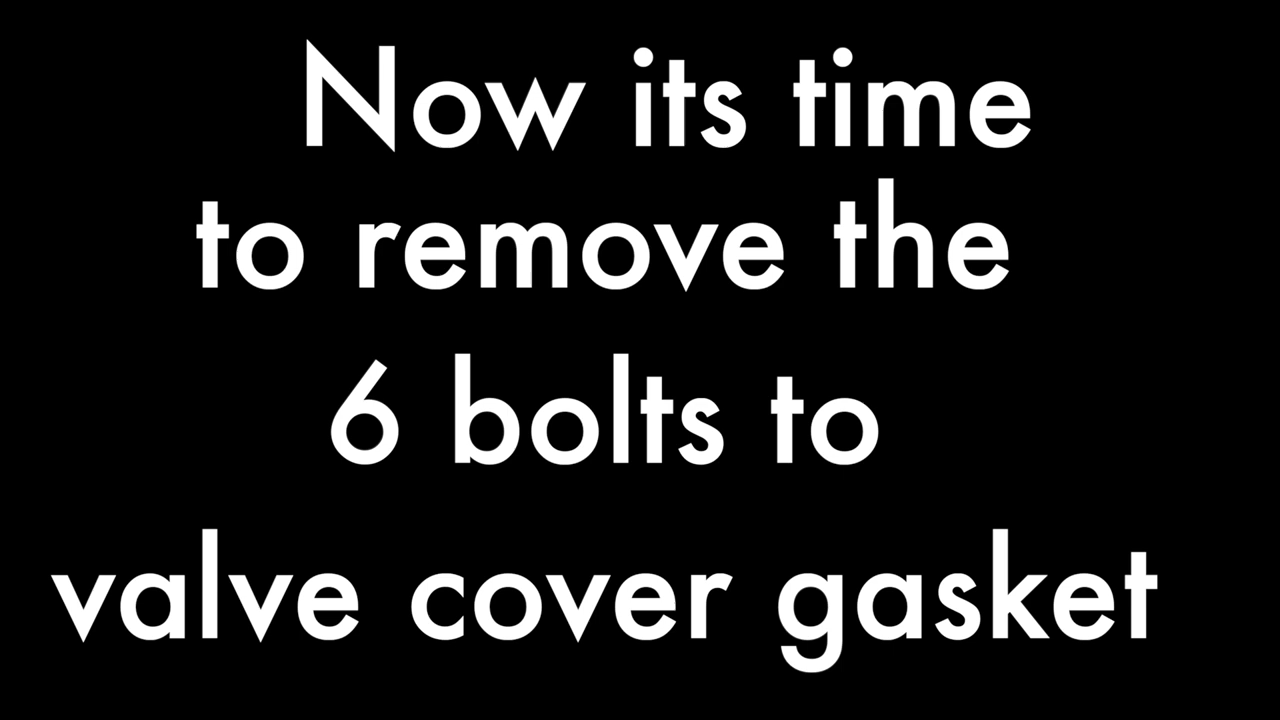 Now its time
to remove the
6 bolts to
valve cover gasket